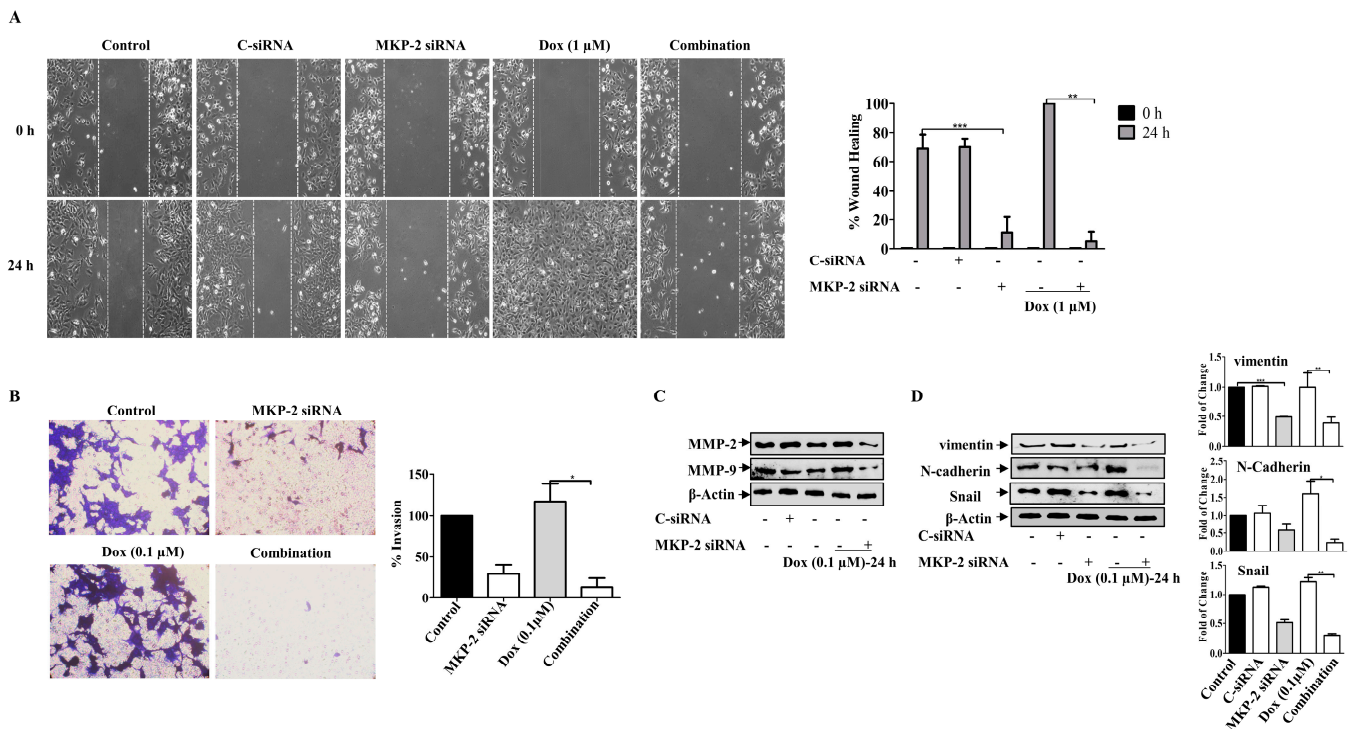 A
Control C-siRNA MKP-2 siRNA Dox (1 µM) Combination
0 h
24 h
% Wound Healing
100
80
60
40
20
0
***
**
0 h
24 h
C-siRNA - + - - -
MKP-2 siRNA - - + - +
Dox (1 µM)
B
Control MKP-2 siRNA
Dox (0.1 µM) Combination
% Invasion
150
100
50
0
*
Control
MKP-2 siRNA
Dox (0.1µM)
Combination
C
MMP-2
MMP-9
β-Actin
C-siRNA - + - - -
MKP-2 siRNA - - - - +
Dox (0.1 µM)-24 h
D
vimentin
N-cadherin
Snail
β-Actin
C-siRNA - + - - -
MKP-2 siRNA - - + - +
Dox (0.1 µM)-24 h
vimentin
Fold of Change
1.5
1.0
0.5
0.0
***
**
N-Cadherin
Fold of Change
2.0
1.5
1.0
0.5
0.0
*
Snail
Fold of Change
1.5
1.0
0.5
0.0
**
Control
C-siRNA
MKP-2 siRNA
Dox (0.1µM)
Combination